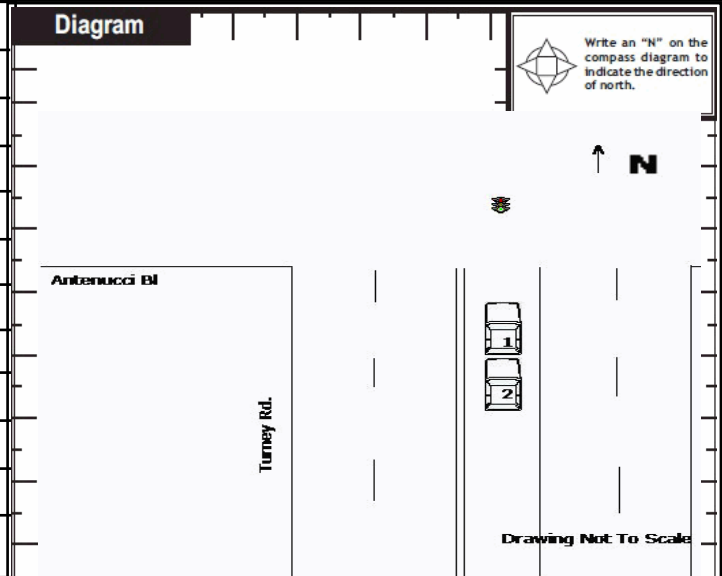 Diagram
Write an “N” on the
compass diagram to
indicate the direction
of north.
N
Antenucci Bl
1
2
Turney Rd.
Drawing Not To Scale